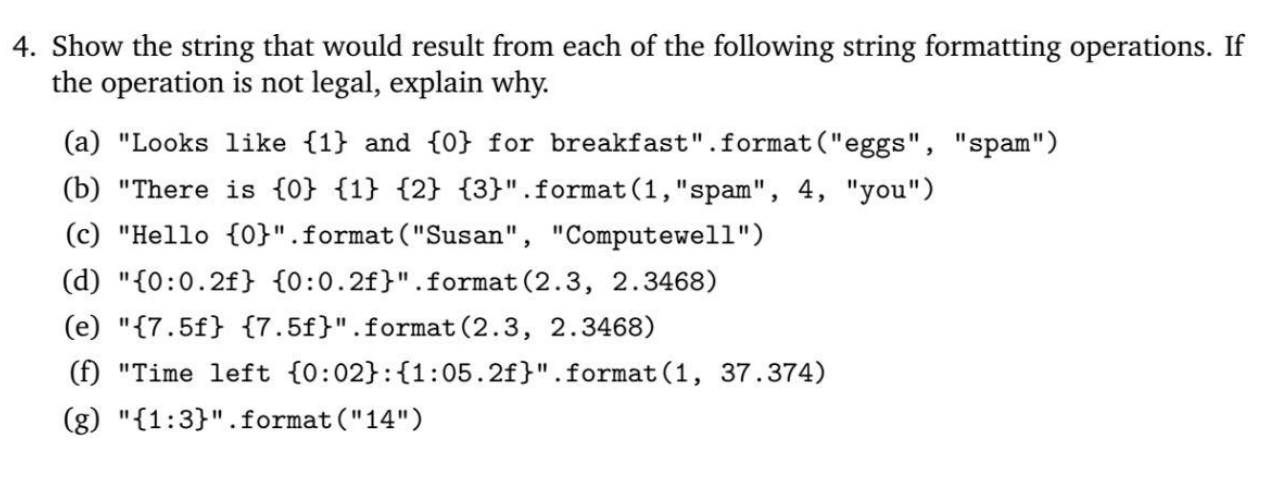 4. Show the string that would result from each of the following string formatting operations. If
the operation is not legal, explain why.
(a) "Looks like {1} and {0} for breakfast".format("eggs", "spam")
(b) "There is {0} {1} {2} {3}".format(1,"spam", 4, "you")
(c) "Hello {0}".format("Susan", "Computewell")
(d) "{0:0.2f} {0:0.2f}".format(2.3, 2.3468)
(e) "{7.5f} {7.5f}".format(2.3, 2.3468)
(f) "Time left {0:02}:{1:05.2f}".format(1, 37.374)
(g) "{1:3}".format("14")